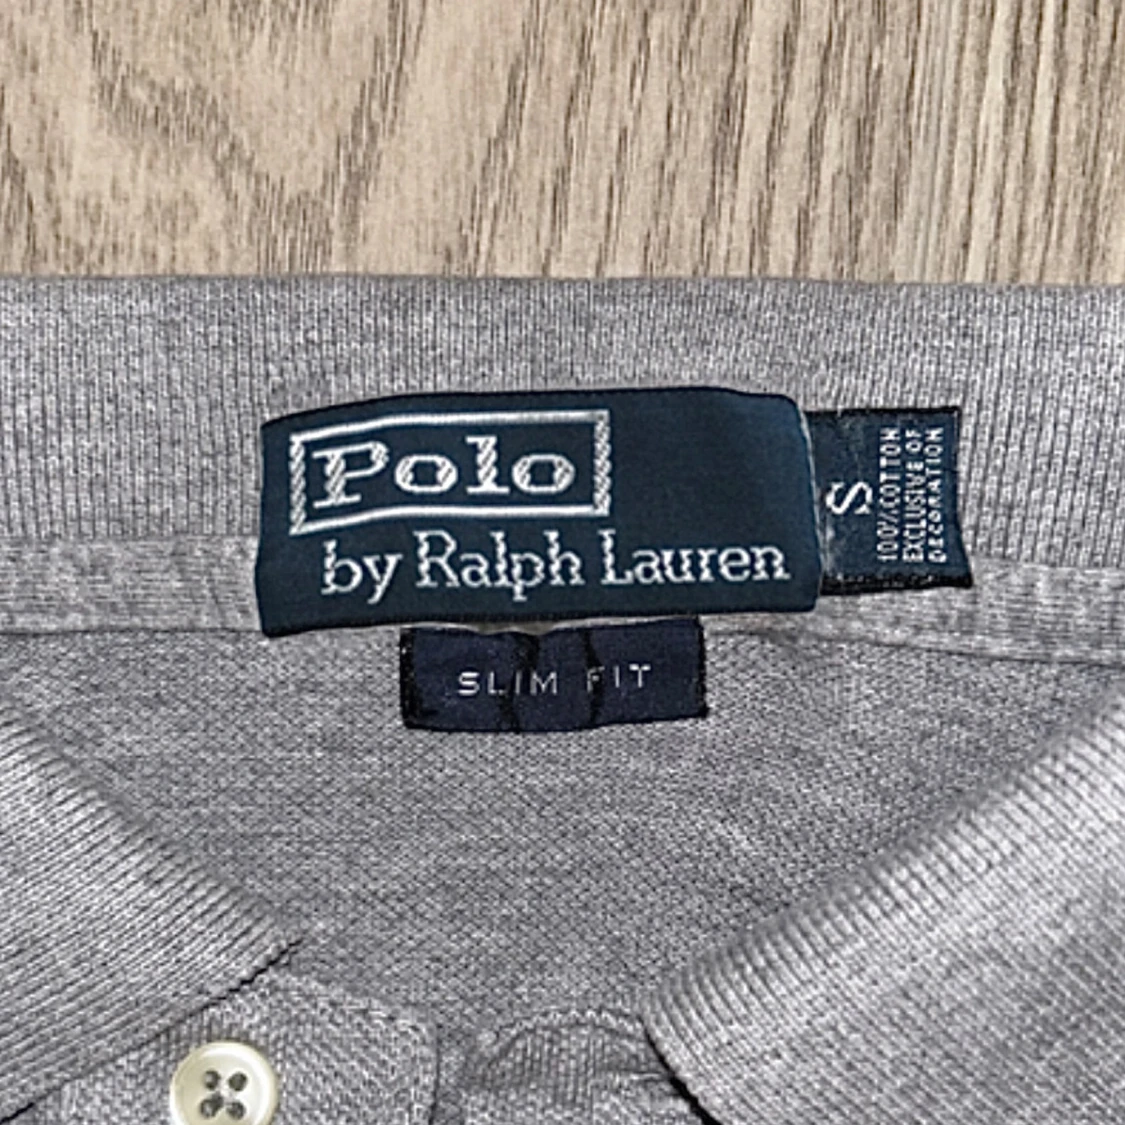 Polo
by Ralph Lauren
S
100% COTTON
EXCLUSIVE OF
DECORATION
SLIM FIT